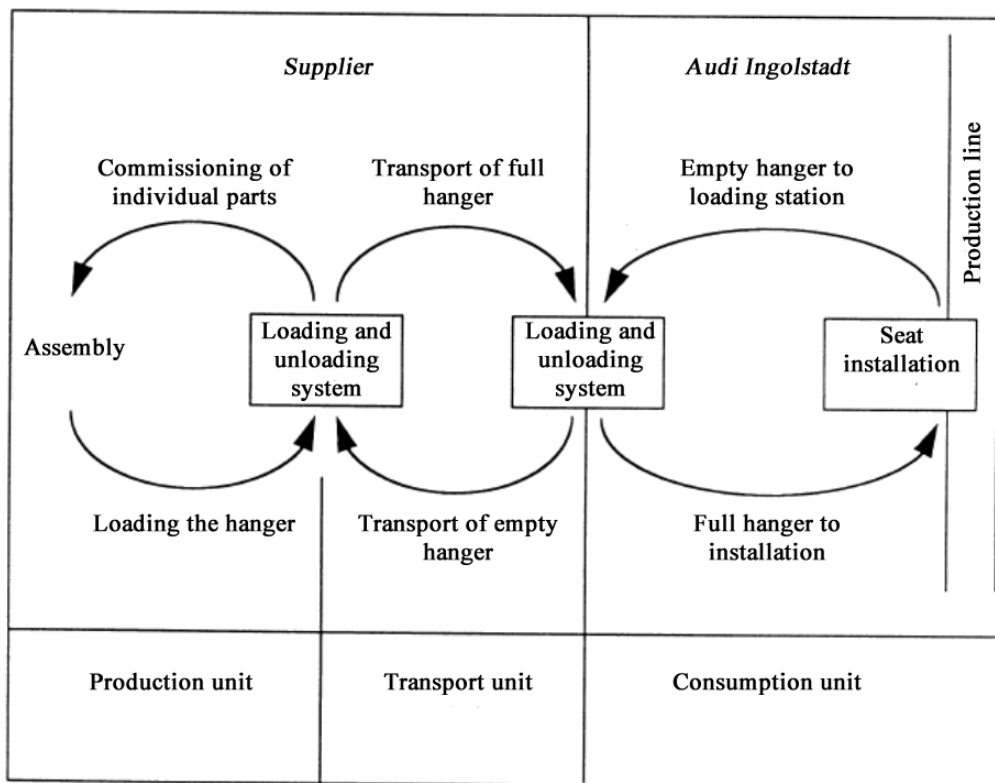 Supplier
Audi Ingolstadt
Production line
Commissioning of
individual parts
Transport of full
hanger
Empty hanger to
loading station
Assembly
Loading and
unloading
system
Loading and
unloading
system
Seat
installation
Loading the hanger
Transport of empty
hanger
Full hanger to
installation
Production unit
Transport unit
Consumption unit